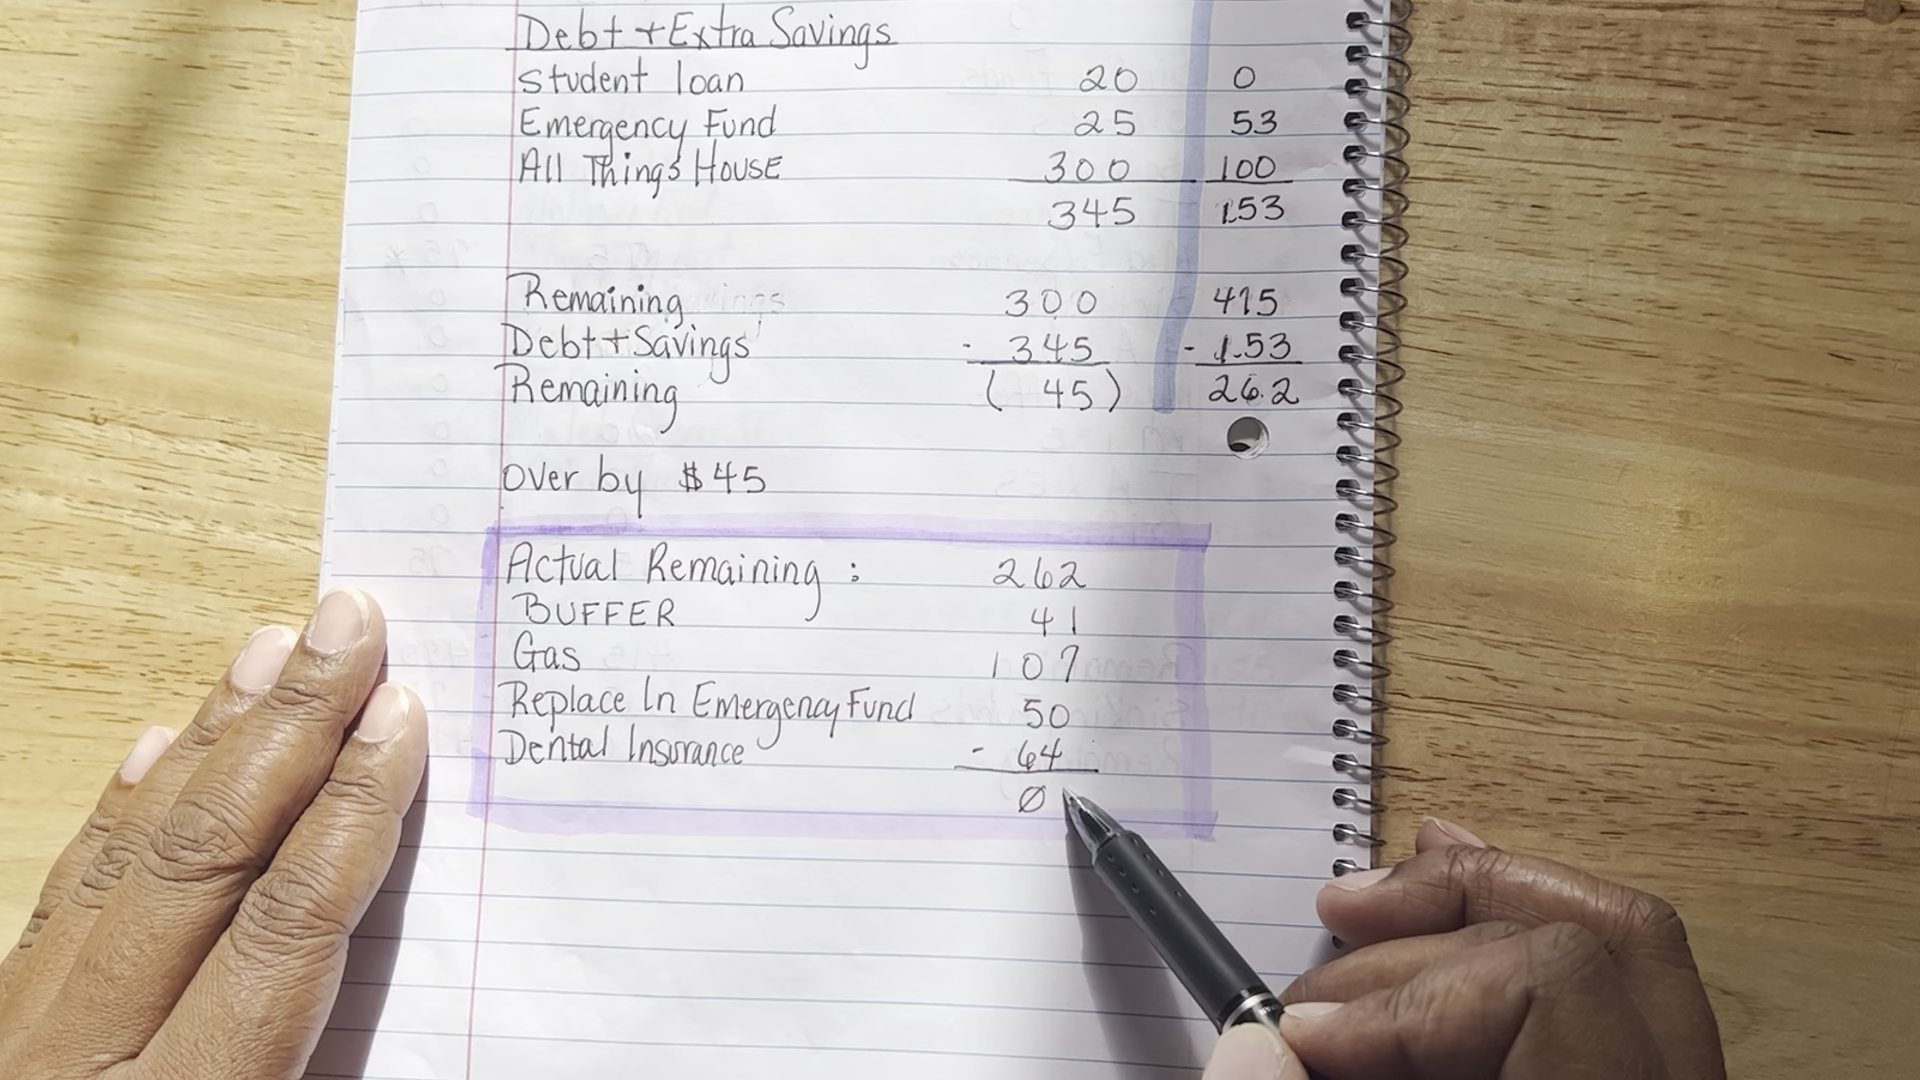 Debt + Extra Savings
Student loan 20 0
Emergency Fund 25 53
All Things House 300 100
345 153
Remaining 300 415
Debt + Savings - 345 - 153
Remaining ( 45 ) 262
over by $45
Actual Remaining : 262
BUFFER 41
Gas 107
Replace In Emergency Fund 50
Dental Insurance - 64
0